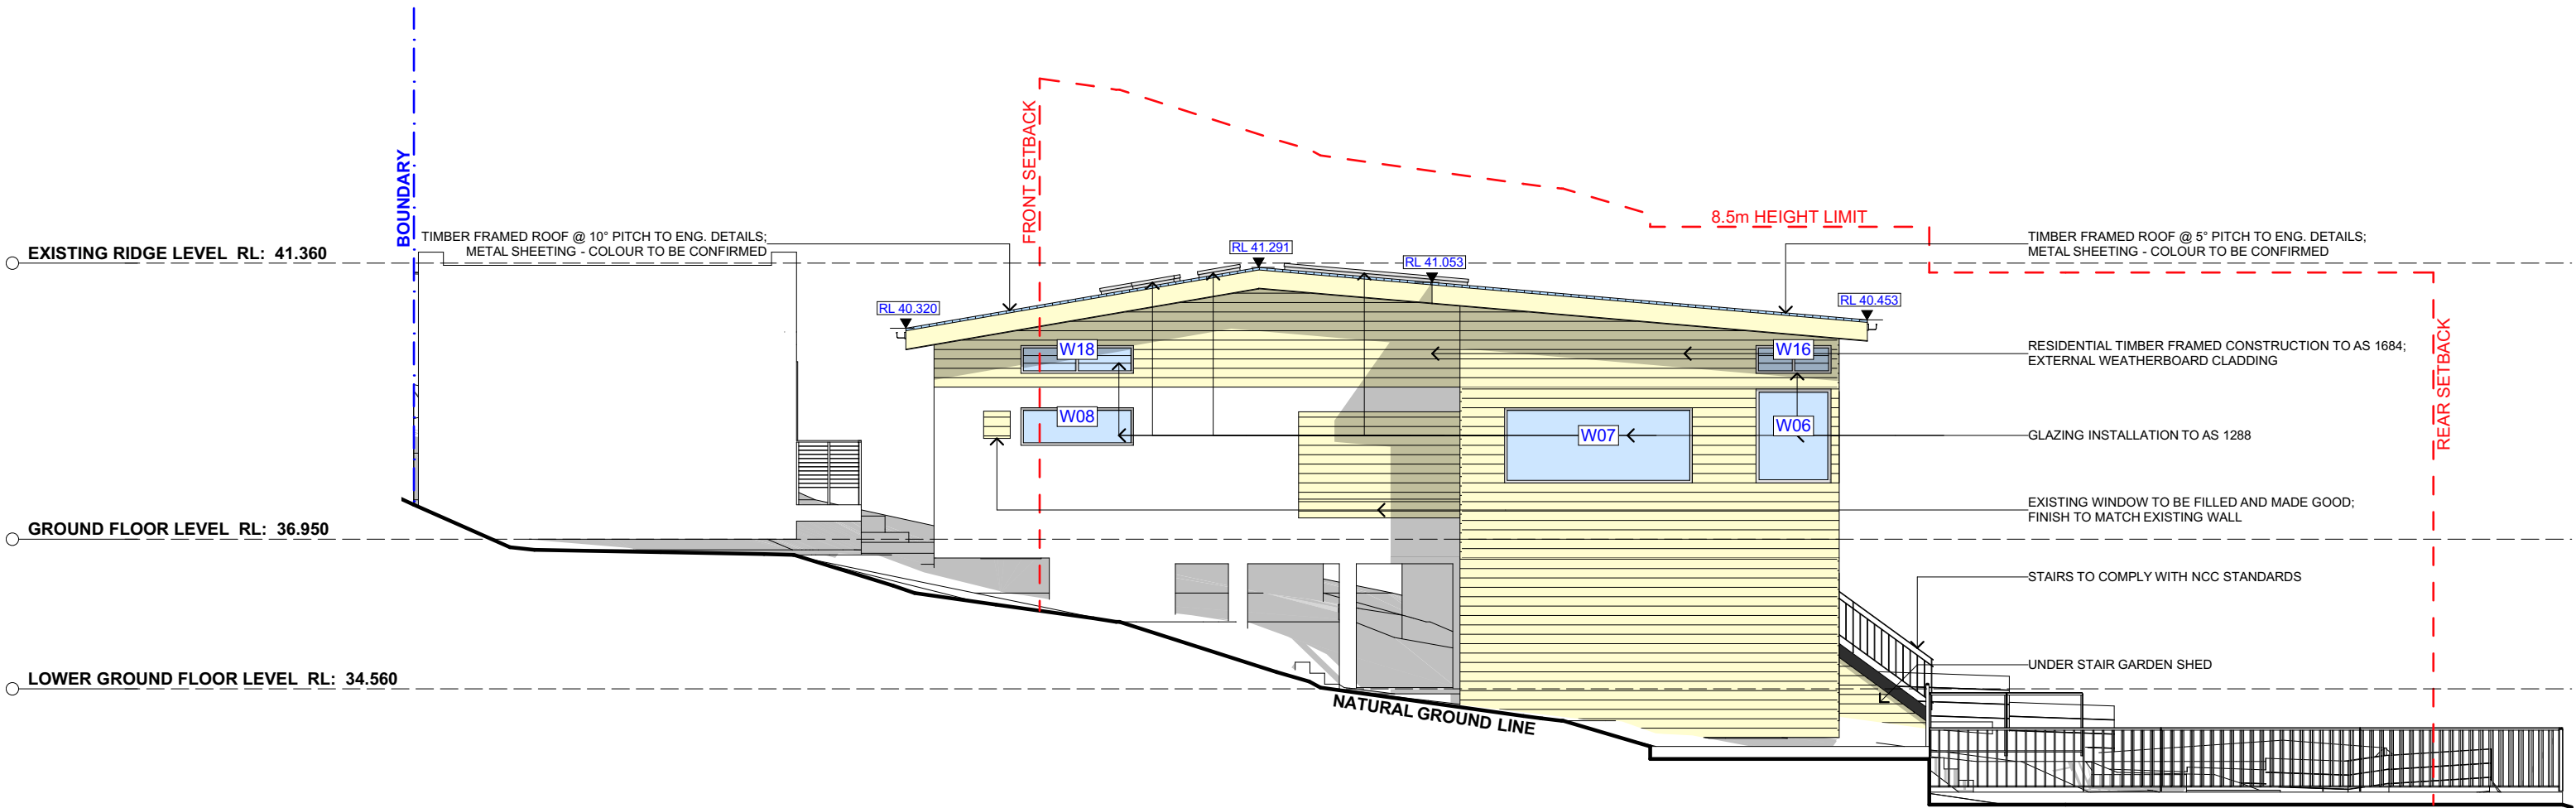 BOUNDARY
FRONT SETBACK
8.5m HEIGHT LIMIT
TIMBER FRAMED ROOF @ 10° PITCH TO ENG. DETAILS;
METAL SHEETING - COLOUR TO BE CONFIRMED
EXISTING RIDGE LEVEL RL: 41.360
RL 41.291
RL 41.053
TIMBER FRAMED ROOF @ 5° PITCH TO ENG. DETAILS;
METAL SHEETING - COLOUR TO BE CONFIRMED
RL 40.320
RL 40.453
W18
W16
RESIDENTIAL TIMBER FRAMED CONSTRUCTION TO AS 1684;
EXTERNAL WEATHERBOARD CLADDING
REAR SETBACK
W08
W07
W06
GLAZING INSTALLATION TO AS 1288
EXISTING WINDOW TO BE FILLED AND MADE GOOD;
FINISH TO MATCH EXISTING WALL
GROUND FLOOR LEVEL RL: 36.950
STAIRS TO COMPLY WITH NCC STANDARDS
UNDER STAIR GARDEN SHED
LOWER GROUND FLOOR LEVEL RL: 34.560
NATURAL GROUND LINE